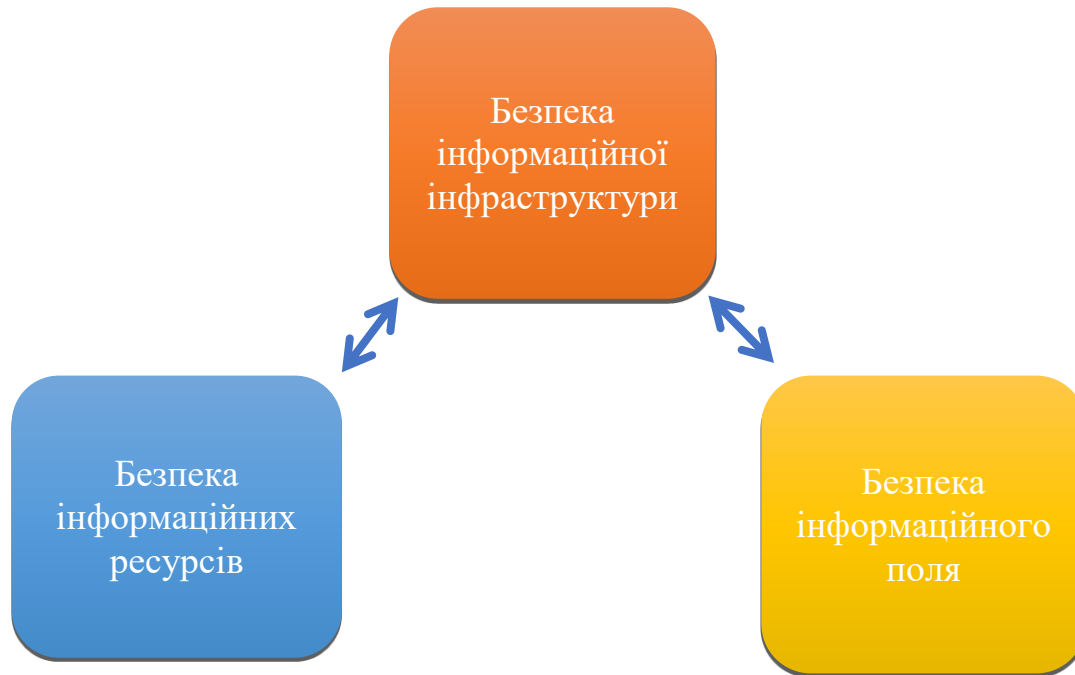 Безпека
інформаційної
інфраструктури
Безпека
інформаційних
ресурсів
Безпека
інформаційного
поля